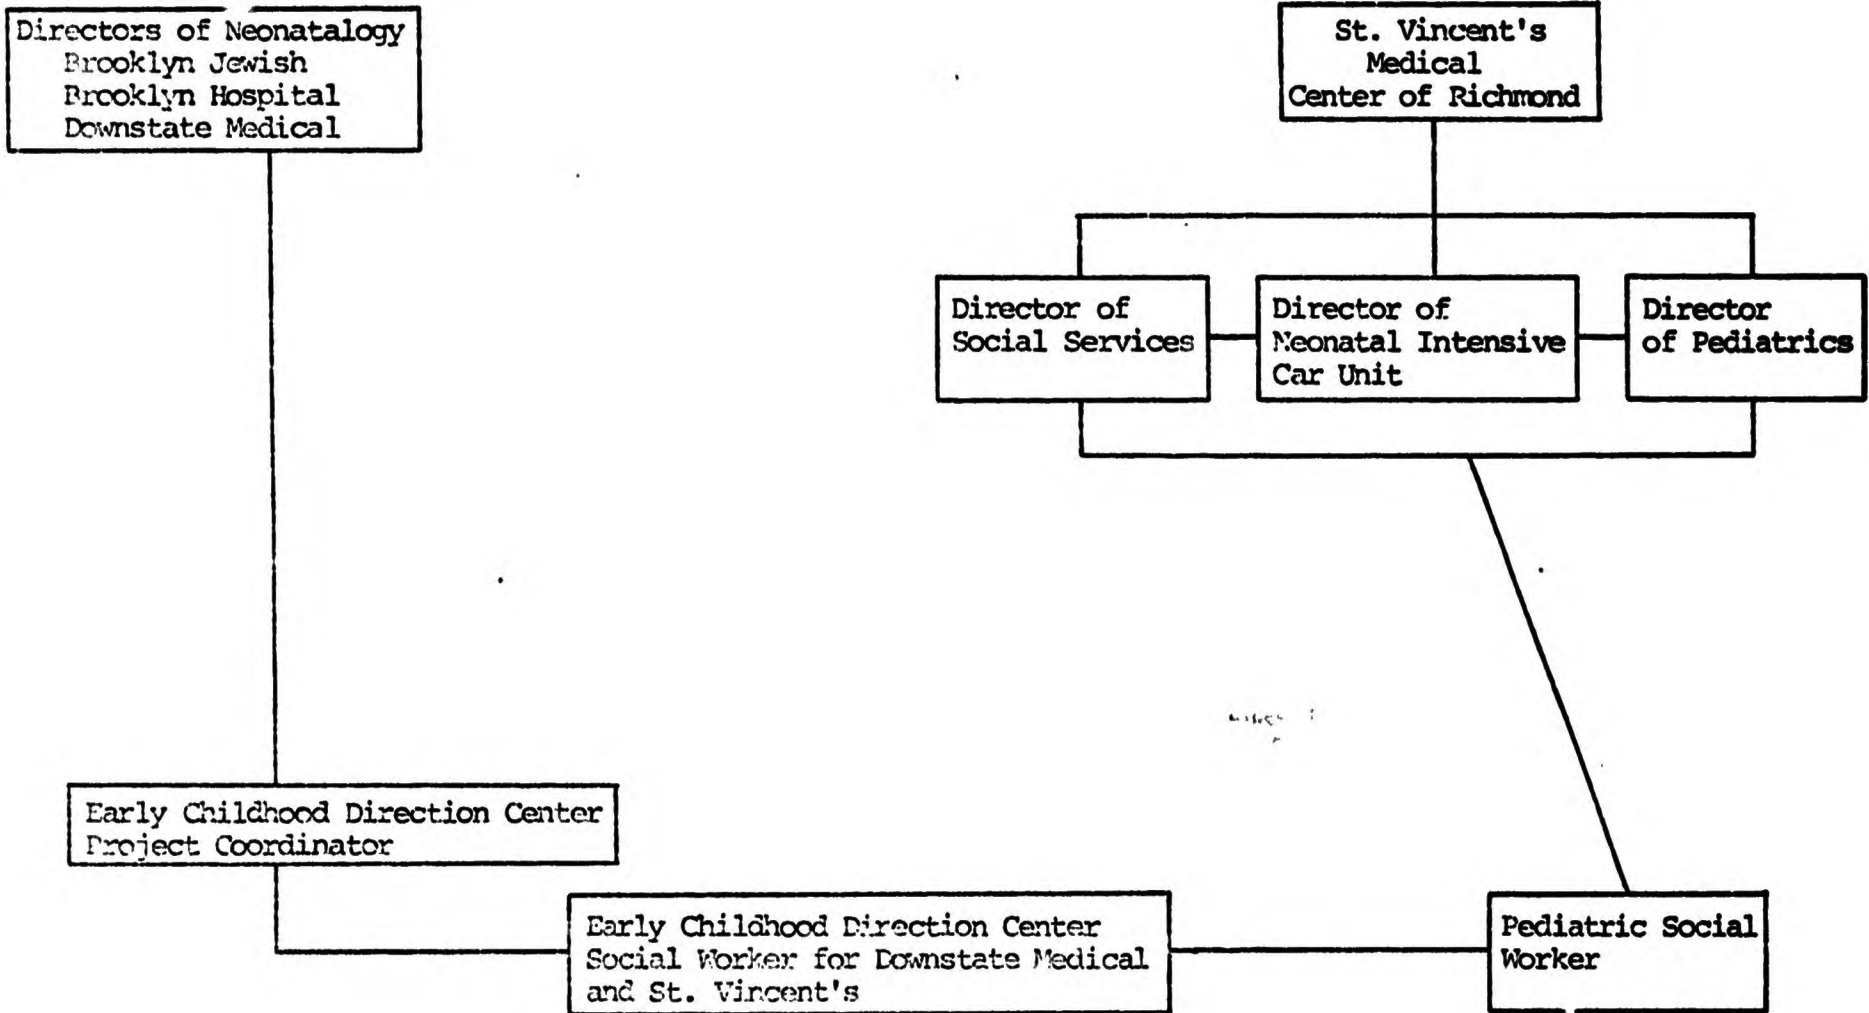 Directors of Neonatalogy
Brooklyn Jewish
Brooklyn Hospital
Downstate Medical
St. Vincent's
Medical
Center of Richmond
Director of
Social Services
Director of
Neonatal Intensive
Car Unit
Director
of Pediatrics
Early Childhood Direction Center
Project Coordinator
Early Childhood Direction Center
Social Worker for Downstate Medical
and St. Vincent's
Pediatric Social
Worker